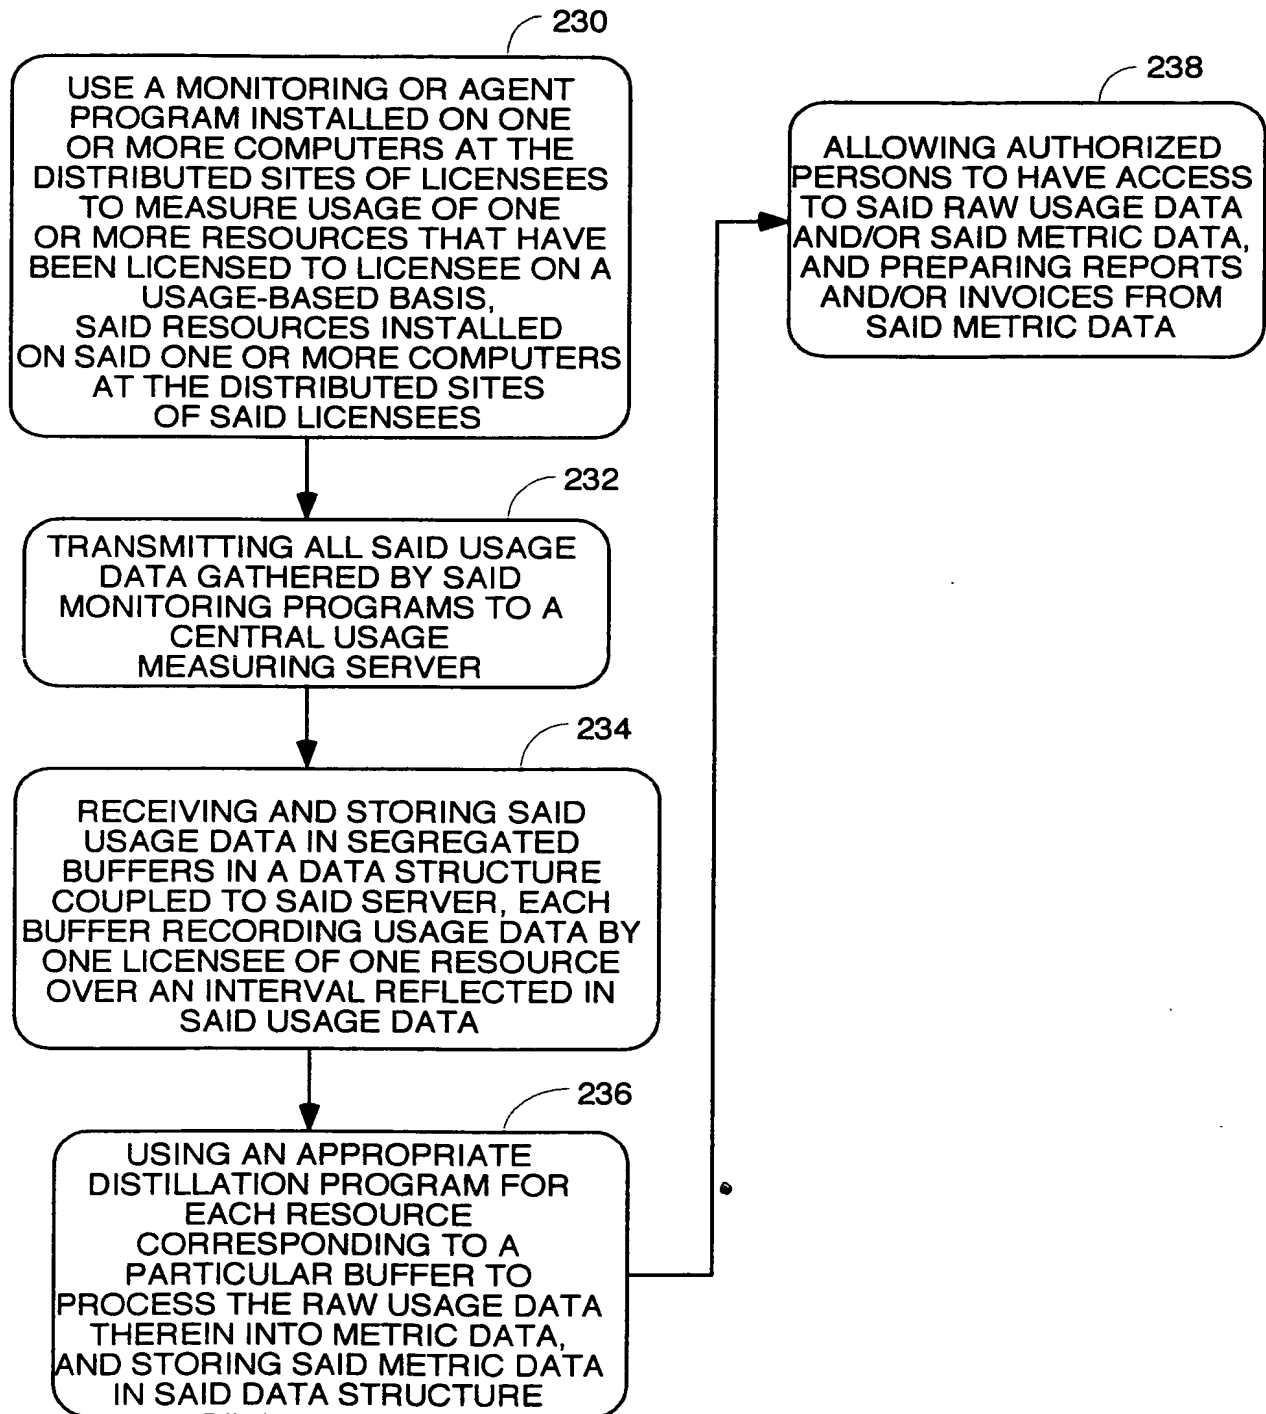 230
USE A MONITORING OR AGENT
PROGRAM INSTALLED ON ONE
OR MORE COMPUTERS AT THE
DISTRIBUTED SITES OF LICENSEES
TO MEASURE USAGE OF ONE
OR MORE RESOURCES THAT HAVE
BEEN LICENSED TO LICENSEE ON A
USAGE-BASED BASIS,
SAID RESOURCES INSTALLED
ON SAID ONE OR MORE COMPUTERS
AT THE DISTRIBUTED SITES
OF SAID LICENSEES
232
TRANSMITTING ALL SAID USAGE
DATA GATHERED BY SAID
MONITORING PROGRAMS TO A
CENTRAL USAGE
MEASURING SERVER
234
RECEIVING AND STORING SAID
USAGE DATA IN SEGREGATED
BUFFERS IN A DATA STRUCTURE
COUPLED TO SAID SERVER, EACH
BUFFER RECORDING USAGE DATA BY
ONE LICENSEE OF ONE RESOURCE
OVER AN INTERVAL REFLECTED IN
SAID USAGE DATA
236
USING AN APPROPRIATE
DISTILLATION PROGRAM FOR
EACH RESOURCE
CORRESPONDING TO A
PARTICULAR BUFFER TO
PROCESS THE RAW USAGE DATA
THEREIN INTO METRIC DATA,
AND STORING SAID METRIC DATA
IN SAID DATA STRUCTURE
238
ALLOWING AUTHORIZED
PERSONS TO HAVE ACCESS
TO SAID RAW USAGE DATA
AND/OR SAID METRIC DATA,
AND PREPARING REPORTS
AND/OR INVOICES FROM
SAID METRIC DATA